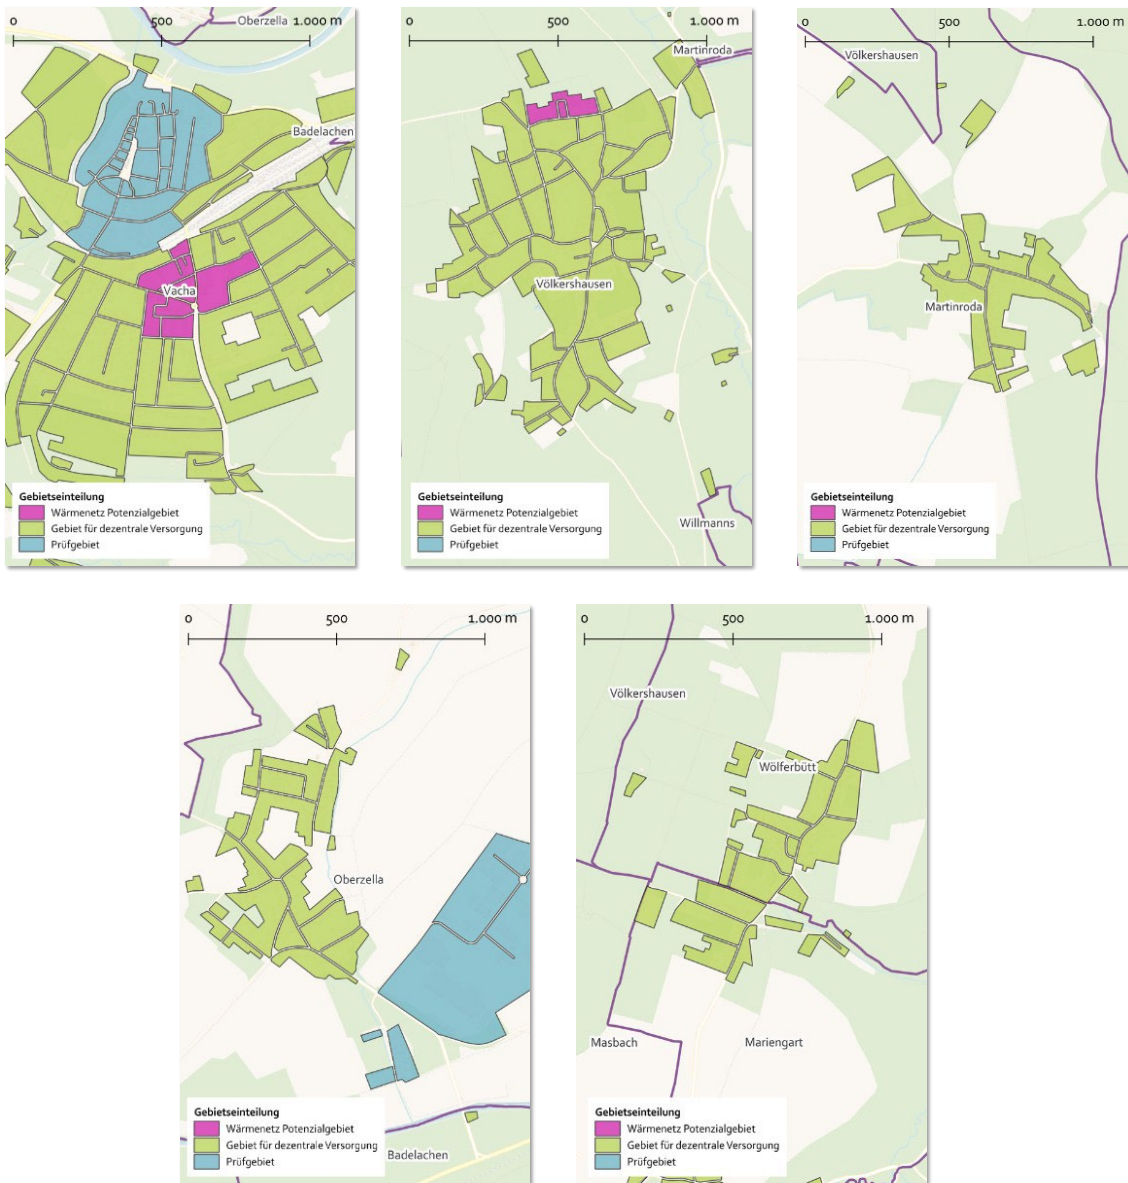 0 500 1.000 m
Oberzella
Badelachen
Vacha
Gebietseinteilung
Wärmenetz Potenzialgebiet
Gebiet für dezentrale Versorgung
Prüfgebiet
0 500 1.000 m
Martinroda
Völkershausen
Willmanns
Gebietseinteilung
Wärmenetz Potenzialgebiet
Gebiet für dezentrale Versorgung
Prüfgebiet
0 500 1.000 m
Völkershausen
Martinroda
Gebietseinteilung
Wärmenetz Potenzialgebiet
Gebiet für dezentrale Versorgung
Prüfgebiet
0 500 1.000 m
Oberzella
Gebietseinteilung
Wärmenetz Potenzialgebiet
Gebiet für dezentrale Versorgung
Badelachen
Prüfgebiet
0 500 1.000 m
Völkershausen
Wölferbütt
Masbach Mariengart
Gebietseinteilung
Wärmenetz Potenzialgebiet
Gebiet für dezentrale Versorgung
Prüfgebiet